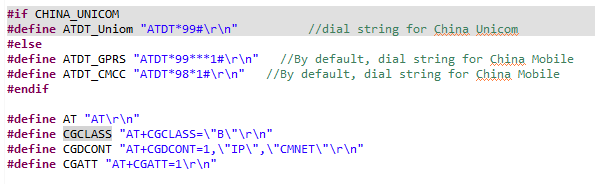 #if CHINA_UNICOM
#define ATDT_Uniom "ATDT*99#\r\n" //dial string for China Unicom
#else
#define ATDT_GPRS "ATDT*99***1#\r\n" //By default, dial string for China Mobile
#define ATDT_CMCC "ATDT*98*1#\r\n" //By default, dial string for China Mobile
#endif
#define AT "AT\r\n"
#define CGCLASS "AT+CGCLASS=\"B\"\r\n"
#define CGDCONT "AT+CGDCONT=1,\"IP\",\"CMNET\"\r\n"
#define CGATT "AT+CGATT=1\r\n"